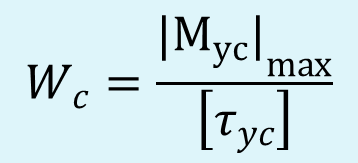 W_c = |M_yc|_max / [τ_yc]